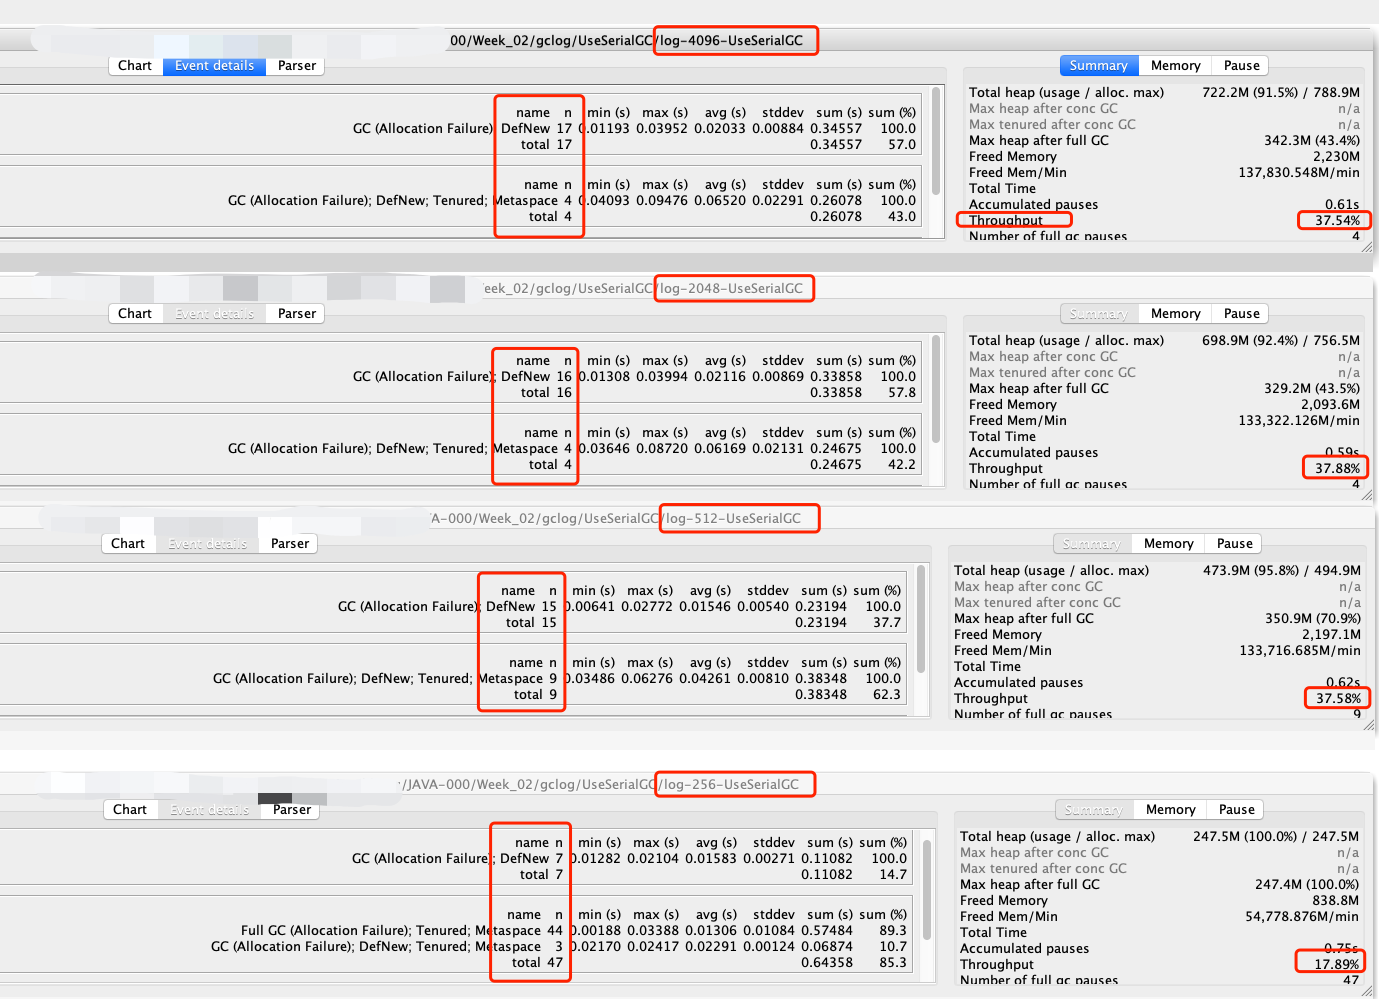 00/Week_02/gclog/UseSerialGC/log-4096-UseSerialGC
Chart Event details Parser Summary Memory Pause
name n min (s) max (s) avg (s) stddev sum (s) sum (%)
GC (Allocation Failure); DefNew 17 0.01193 0.03952 0.02033 0.00884 0.34557 100.0
total 17 0.34557 57.0
name n min (s) max (s) avg (s) stddev sum (s) sum (%)
GC (Allocation Failure); DefNew; Tenured; Metaspace 4 0.04093 0.09476 0.06520 0.02291 0.26078 100.0
total 4 0.26078 43.0
Total heap (usage / alloc. max) 722.2M (91.5%) / 788.9M
Max heap after conc GC n/a
Max tenured after conc GC n/a
Max heap after full GC 342.3M (43.4%)
Freed Memory 2,230M
Freed Mem/Min 137,830.548M/min
Total Time
Accumulated pauses 0.61s
Throughput 37.54%
Number of full gc pauses 4
eek_02/gclog/UseSerialGC/log-2048-UseSerialGC
Chart Event details Parser Summary Memory Pause
name n min (s) max (s) avg (s) stddev sum (s) sum (%)
GC (Allocation Failure); DefNew 16 0.01308 0.03994 0.02116 0.00869 0.33858 100.0
total 16 0.33858 57.8
name n min (s) max (s) avg (s) stddev sum (s) sum (%)
GC (Allocation Failure); DefNew; Tenured; Metaspace 4 0.03646 0.08720 0.06169 0.02131 0.24675 100.0
total 4 0.24675 42.2
Total heap (usage / alloc. max) 698.9M (92.4%) / 756.5M
Max heap after conc GC n/a
Max tenured after conc GC n/a
Max heap after full GC 329.2M (43.5%)
Freed Memory 2,093.6M
Freed Mem/Min 133,322.126M/min
Total Time
Accumulated pauses 0.59s
Throughput 37.88%
Number of full gc pauses 4
A-000/Week_02/gclog/UseSerialGC/log-512-UseSerialGC
Chart Event details Parser Summary Memory Pause
name n min (s) max (s) avg (s) stddev sum (s) sum (%)
GC (Allocation Failure); DefNew 15 0.00641 0.02772 0.01546 0.00540 0.23194 100.0
total 15 0.23194 37.7
name n min (s) max (s) avg (s) stddev sum (s) sum (%)
GC (Allocation Failure); DefNew; Tenured; Metaspace 9 0.03486 0.06276 0.04261 0.00810 0.38348 100.0
total 9 0.38348 62.3
Total heap (usage / alloc. max) 473.9M (95.8%) / 494.9M
Max heap after conc GC n/a
Max tenured after conc GC n/a
Max heap after full GC 350.9M (70.9%)
Freed Memory 2,197.1M
Freed Mem/Min 133,716.685M/min
Total Time
Accumulated pauses 0.62s
Throughput 37.58%
Number of full gc pauses 9
/JAVA-000/Week_02/gclog/UseSerialGC/log-256-UseSerialGC
Chart Event details Parser Summary Memory Pause
name n min (s) max (s) avg (s) stddev sum (s) sum (%)
GC (Allocation Failure); DefNew 7 0.01282 0.02104 0.01583 0.00271 0.11082 100.0
total 7 0.11082 14.7
name n min (s) max (s) avg (s) stddev sum (s) sum (%)
Full GC (Allocation Failure); Tenured; Metaspace 44 0.00188 0.03388 0.01306 0.01084 0.57484 89.3
GC (Allocation Failure); DefNew; Tenured; Metaspace 3 0.02170 0.02417 0.02291 0.00124 0.06874 10.7
total 47 0.64358 85.3
Total heap (usage / alloc. max) 247.5M (100.0%) / 247.5M
Max heap after conc GC n/a
Max tenured after conc GC n/a
Max heap after full GC 247.4M (100.0%)
Freed Memory 838.8M
Freed Mem/Min 54,778.876M/min
Total Time
Accumulated pauses 0.75s
Throughput 17.89%
Number of full gc pauses 47